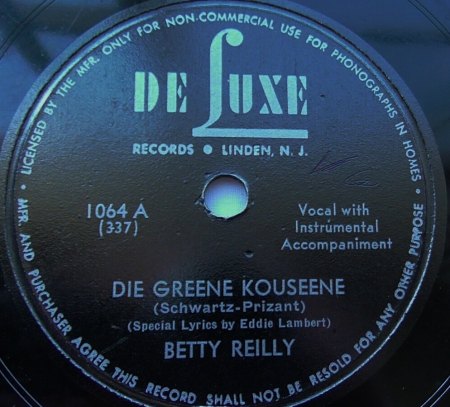 LICENSED BY THE MFR. ONLY FOR NON-COMMERCIAL USE FOR PHONOGRAPHS IN HOMES
DE LUXE
RECORDS • LINDEN, N. J.
1064 A
(337)
Vocal with
Instrumental
Accompaniment
DIE GREENE KOUSEENE
(Schwartz-Prizant)
(Special Lyrics by Eddie Lambert)
BETTY REILLY
• MFR. AND PURCHASER AGREE THIS RECORD SHALL NOT BE RESOLD FOR ANY OTHER PURPOSE •